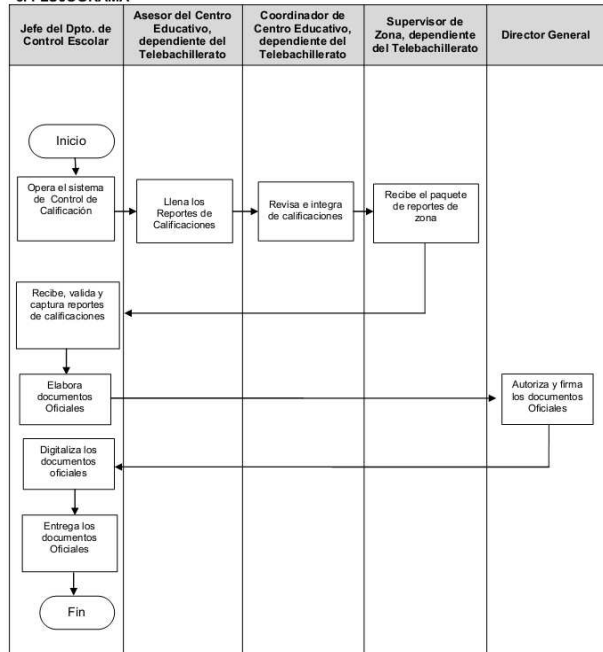 Jefe del Dpto. de
Control Escolar
Asesor del Centro
Educativo,
dependiente del
Telebachillerato
Coordinador de
Centro Educativo,
dependiente del
Telebachillerato
Supervisor de
Zona, dependiente
del Telebachillerato
Director General
Inicio
Opera el sistema
de Control de
Calificación
Llena los
Reportes de
Calificaciones
Revisa e integra
de calificaciones
Recibe el paquete
de reportes de
zona
Recibe, valida y
captura reportes
de calificaciones
Elabora
documentos
Oficiales
Autoriza y firma
los documentos
Oficiales
Digitaliza los
documentos
oficiales
Entrega los
documentos
Oficiales
Fin